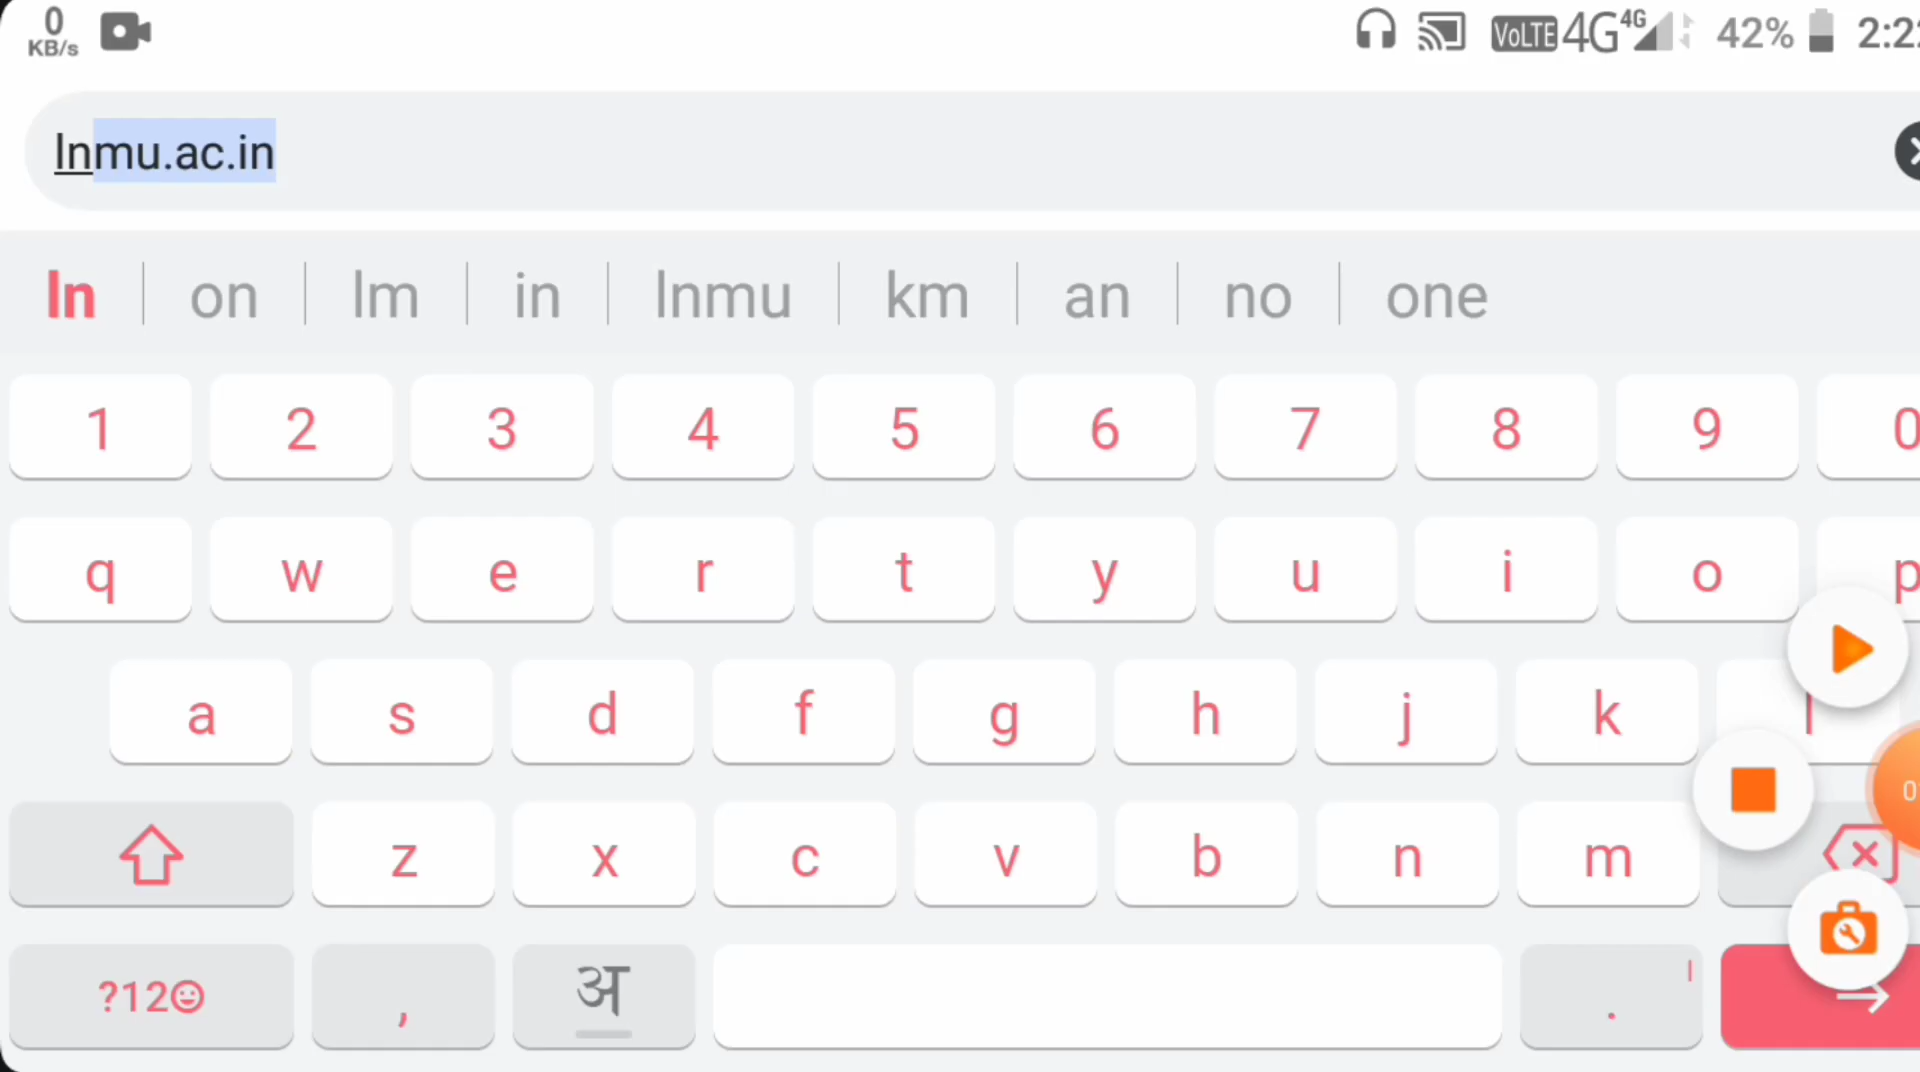 0
KB/s
VoLTE 4G 4G 42% 2:2
lnmu.ac.in
ln on lm in lnmu km an no one
1 2 3 4 5 6 7 8 9 0
q w e r t y u i o p
a s d f g h j k l
z x c v b n m
?12 , अ .